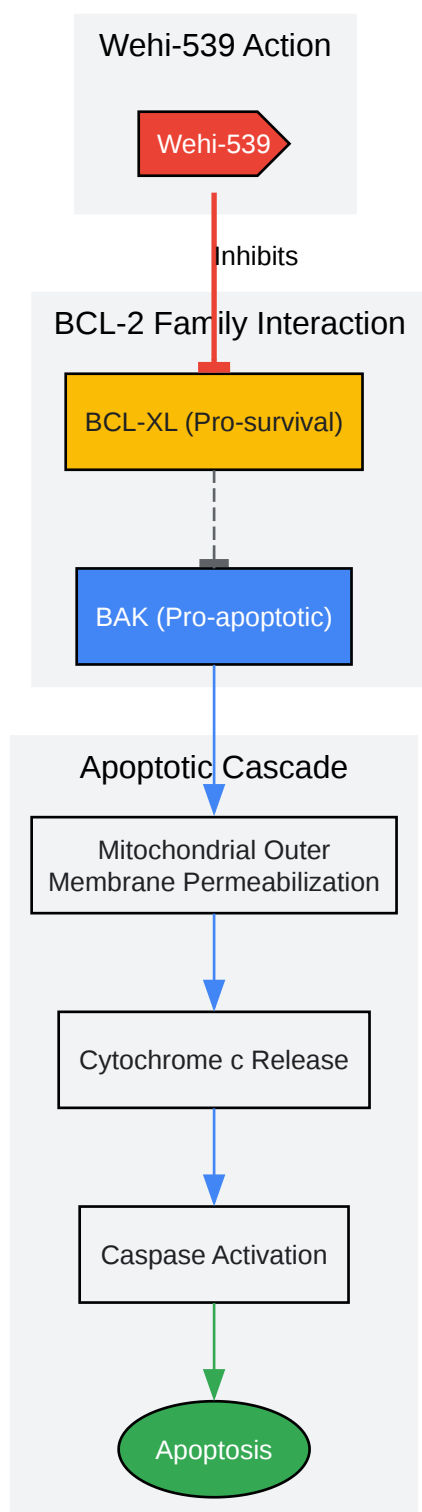 Wehi-539 Action
Wehi-539
Inhibits
BCL-2 Family Interaction
BCL-XL (Pro-survival)
BAK (Pro-apoptotic)
Apoptotic Cascade
Mitochondrial Outer
Membrane Permeabilization
Cytochrome c Release
Caspase Activation
Apoptosis